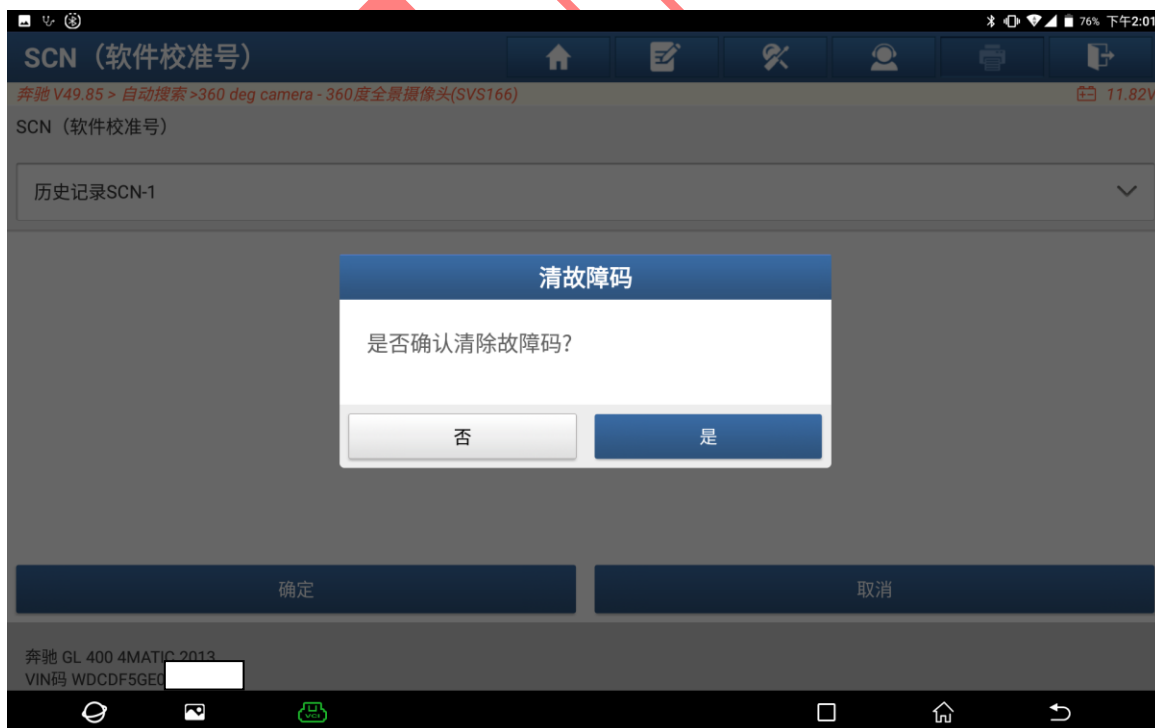 76% 下午2:01
SCN（软件校准号）
奔驰 V49.85 > 自动搜索 >360 deg camera - 360度全景摄像头(SVS166)
11.82V
SCN（软件校准号）
历史记录SCN-1
清故障码
是否确认清除故障码?
否
是
确定
取消
奔驰 GL 400 4MATIC 2013
VIN码 WDCDF5GE0
VCI